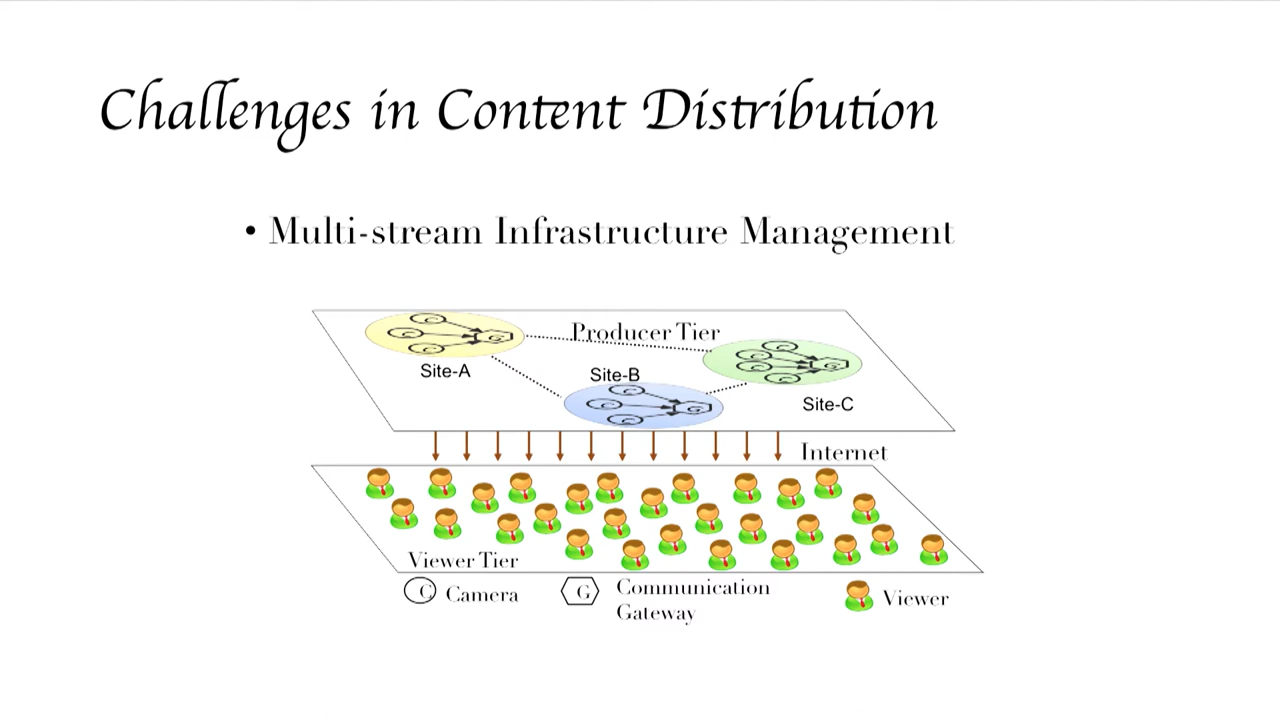 Challenges in Content Distribution
• Multi-stream Infrastructure Management
Producer Tier
Site-A
Site-B
Site-C
C
C
C
G
C
C
C
G
C
C
C
C
G
Internet
Viewer Tier
C Camera
G Communication
Gateway
Viewer